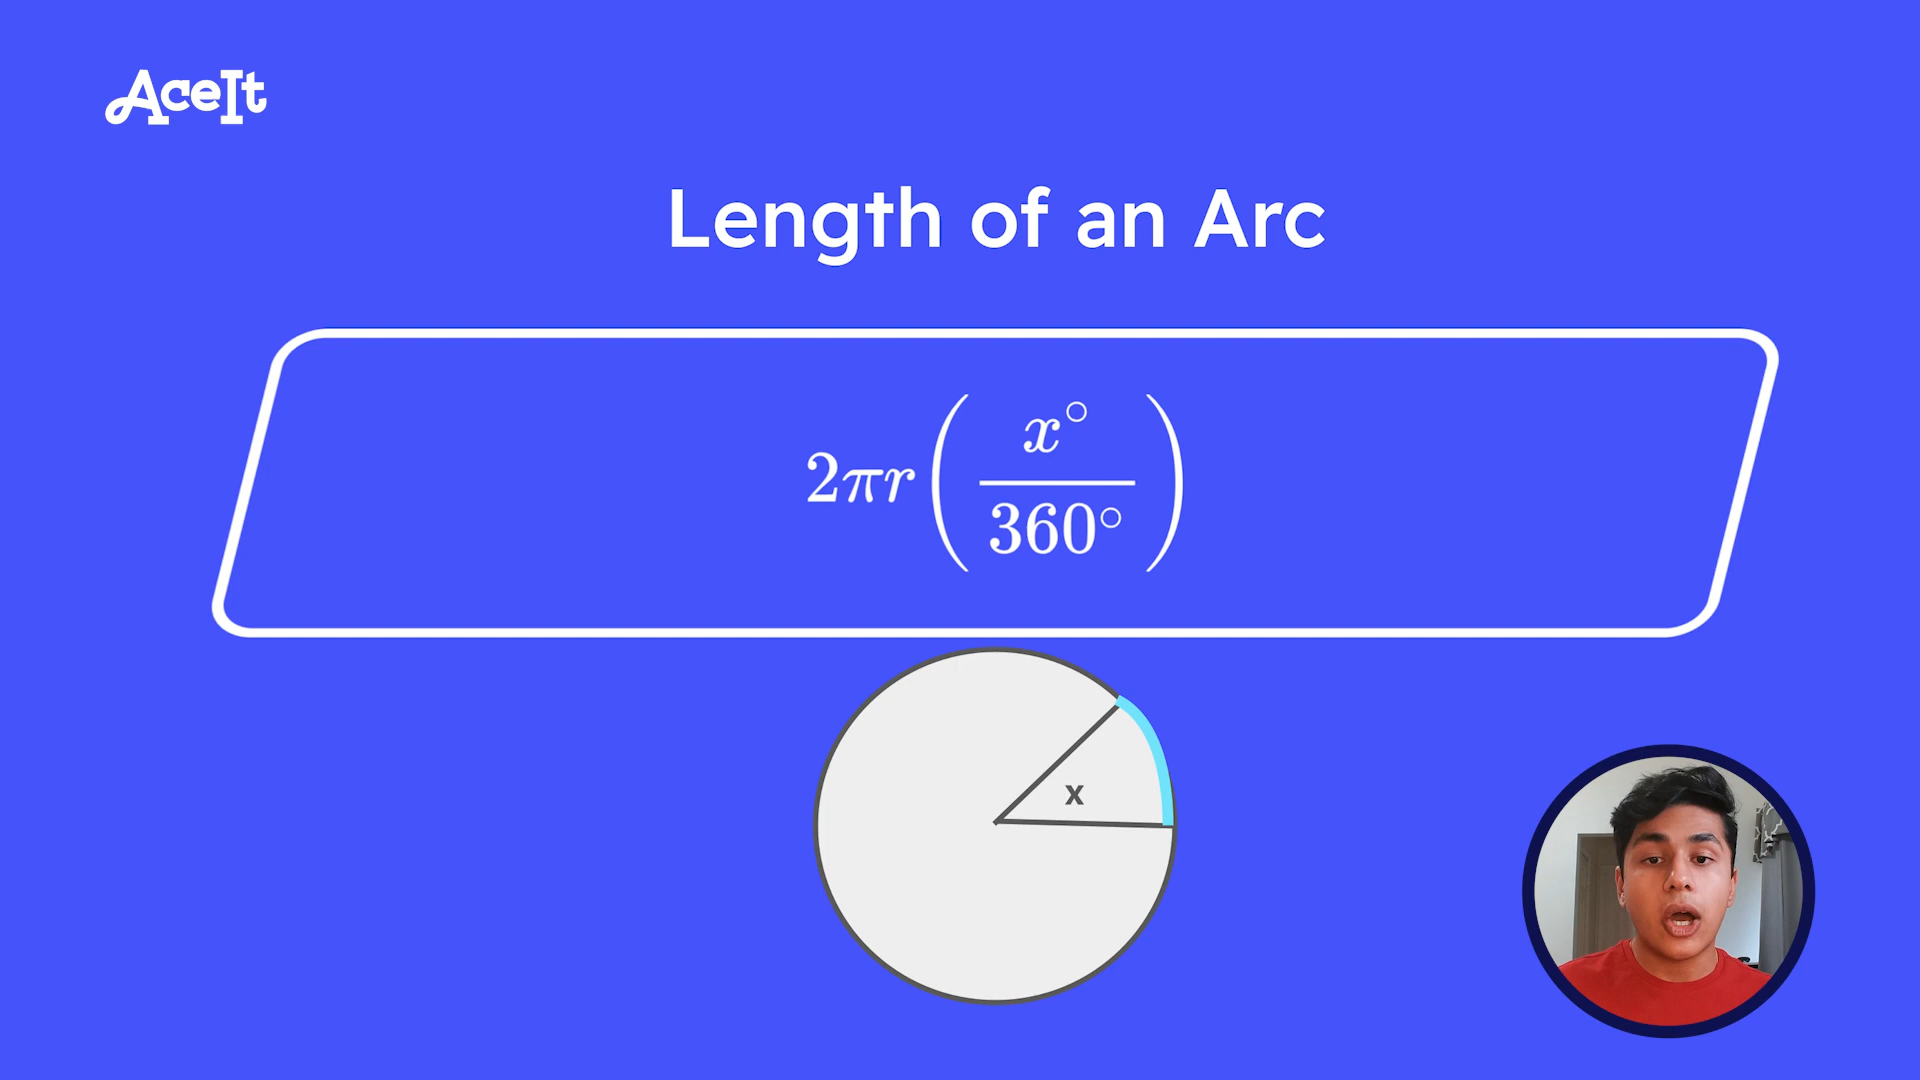 AceIt
Length of an Arc
2πr(x°/360°)
x